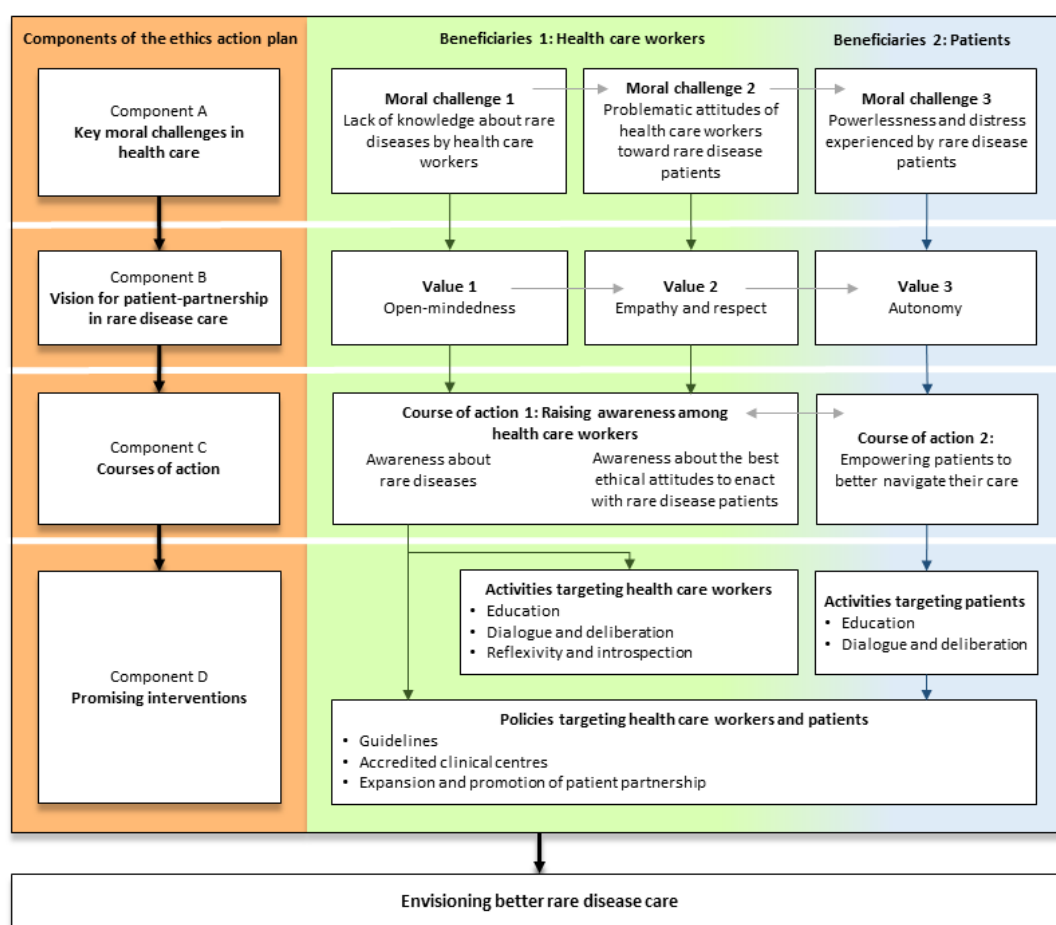 Components of the ethics action plan
Beneficiaries 1: Health care workers
Beneficiaries 2: Patients
Component A
Key moral challenges in
health care
Moral challenge 1
Lack of knowledge about rare
diseases by health care
workers
Moral challenge 2
Problematic attitudes of
health care workers
toward rare disease
patients
Moral challenge 3
Powerlessness and distress
experienced by rare disease
patients
Component B
Vision for patient-partnership
in rare disease care
Value 1
Open-mindedness
Value 2
Empathy and respect
Value 3
Autonomy
Component C
Courses of action
Course of action 1: Raising awareness among
health care workers
Awareness about
rare diseases
Awareness about the best
ethical attitudes to enact
with rare disease patients
Course of action 2:
Empowering patients to
better navigate their care
Component D
Promising interventions
Activities targeting health care workers
• Education
• Dialogue and deliberation
• Reflexivity and introspection
Activities targeting patients
• Education
• Dialogue and deliberation
Policies targeting health care workers and patients
• Guidelines
• Accredited clinical centres
• Expansion and promotion of patient partnership
Envisioning better rare disease care